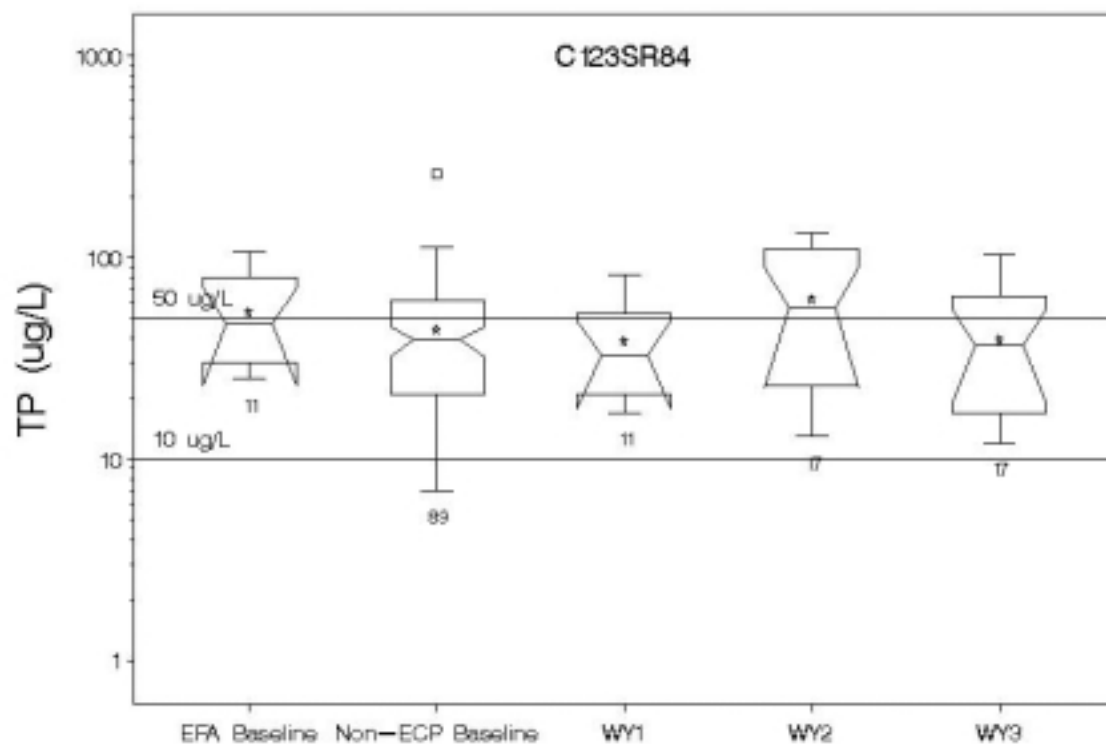 C123SR84
1000
100
10
1
TP (ug/L)
50 ug/L
10 ug/L
11
89
11
17
17
EFA Baseline
Non-ECP Baseline
WY1
WY2
WY3